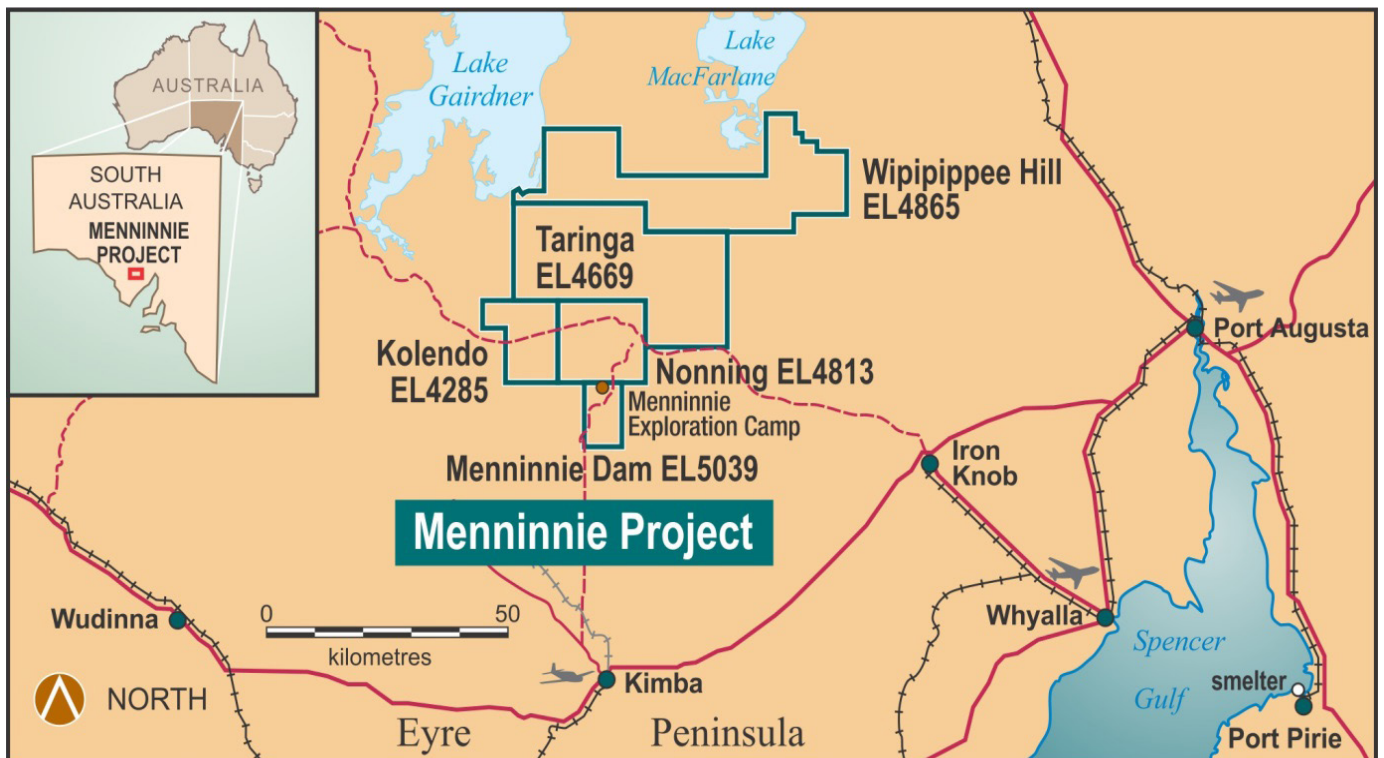 AUSTRALIA
SOUTH
AUSTRALIA
MENNINNIE
PROJECT
Lake
Gairdner
Lake
MacFarlane
Wipipippee Hill
EL4865
Taringa
EL4669
Kolendo
EL4285
Nonning EL4813
Menninnie
Exploration Camp
Menninnie Dam EL5039
Menninnie Project
Port Augusta
Iron
Knob
Whyalla
Wudinna
0 50
kilometres
NORTH
Kimba
Eyre Peninsula
Spencer
Gulf
smelter
Port Pirie